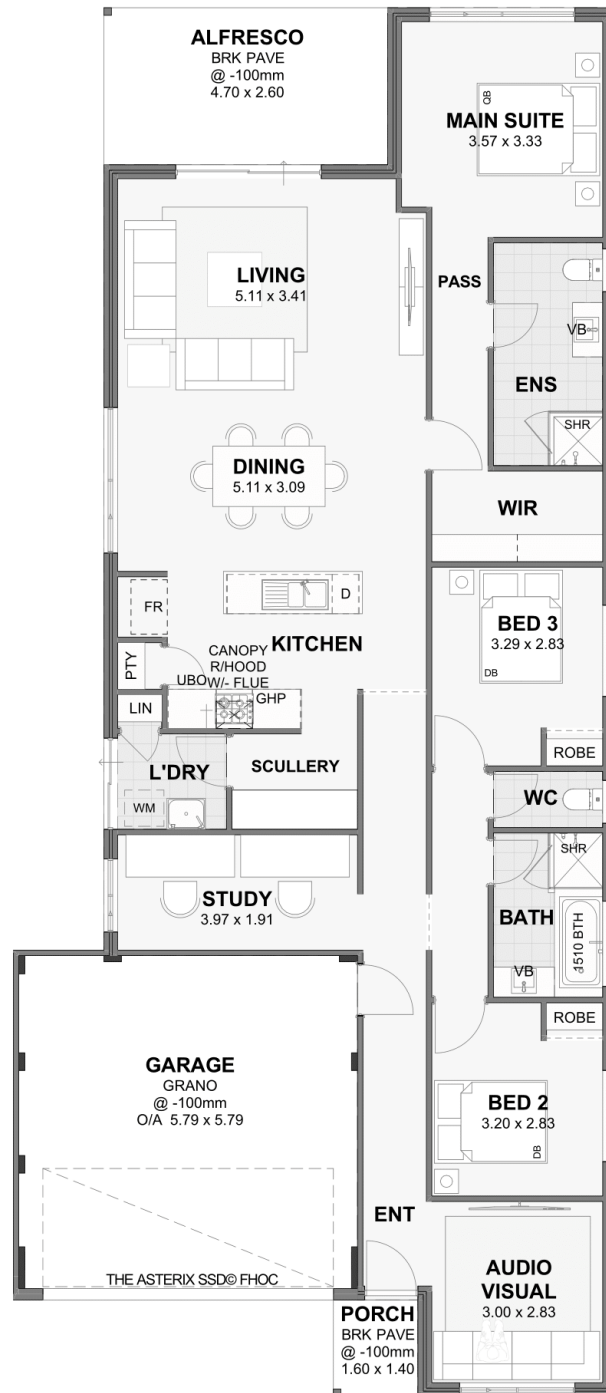 ALFRESCO
BRK PAVE
@ -100mm
4.70 x 2.60
QB
MAIN SUITE
3.57 x 3.33
LIVING
5.11 x 3.41
PASS
VB
ENS
SHR
DINING
5.11 x 3.09
WIR
FR
D
BED 3
3.29 x 2.83
DB
KITCHEN
PTY
CANOPY
R/HOOD
UBO W/- FLUE
GHP
LIN
ROBE
L'DRY
SCULLERY
WM
WC
SHR
STUDY
3.97 x 1.91
BATH
1510 BTH
VB
ROBE
GARAGE
GRANO
@ -100mm
O/A 5.79 x 5.79
BED 2
3.20 x 2.83
DB
ENT
THE ASTERIX SSD© FHOC
AUDIO
VISUAL
3.00 x 2.83
PORCH
BRK PAVE
@ -100mm
1.60 x 1.40